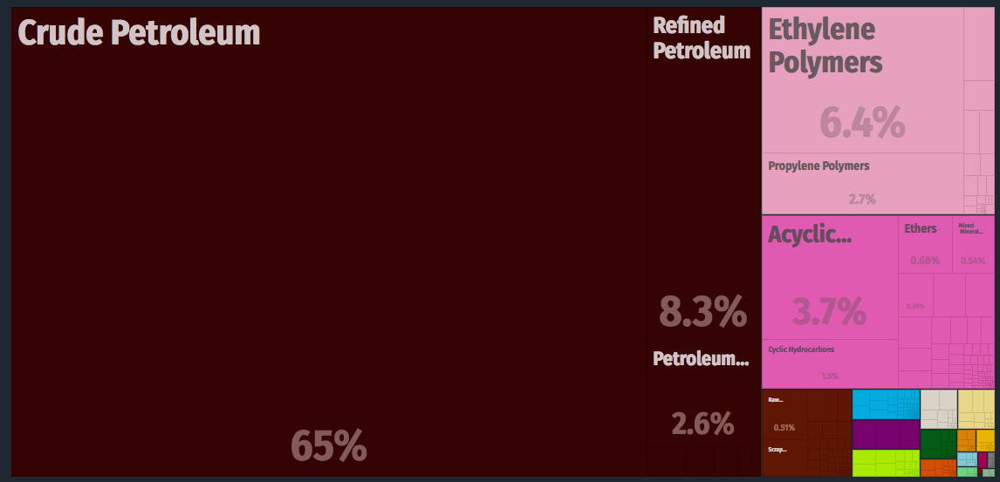 Crude Petroleum
65%
Refined
Petroleum
8.3%
Petroleum...
2.6%
Ethylene
Polymers
6.4%
Propylene Polymers
2.7%
Acyclic...
3.7%
Cyclic Hydrocarbons
1.5%
Ethers
0.68%
Mixed
Mineral...
0.54%
Raw...
0.51%
Scrap...